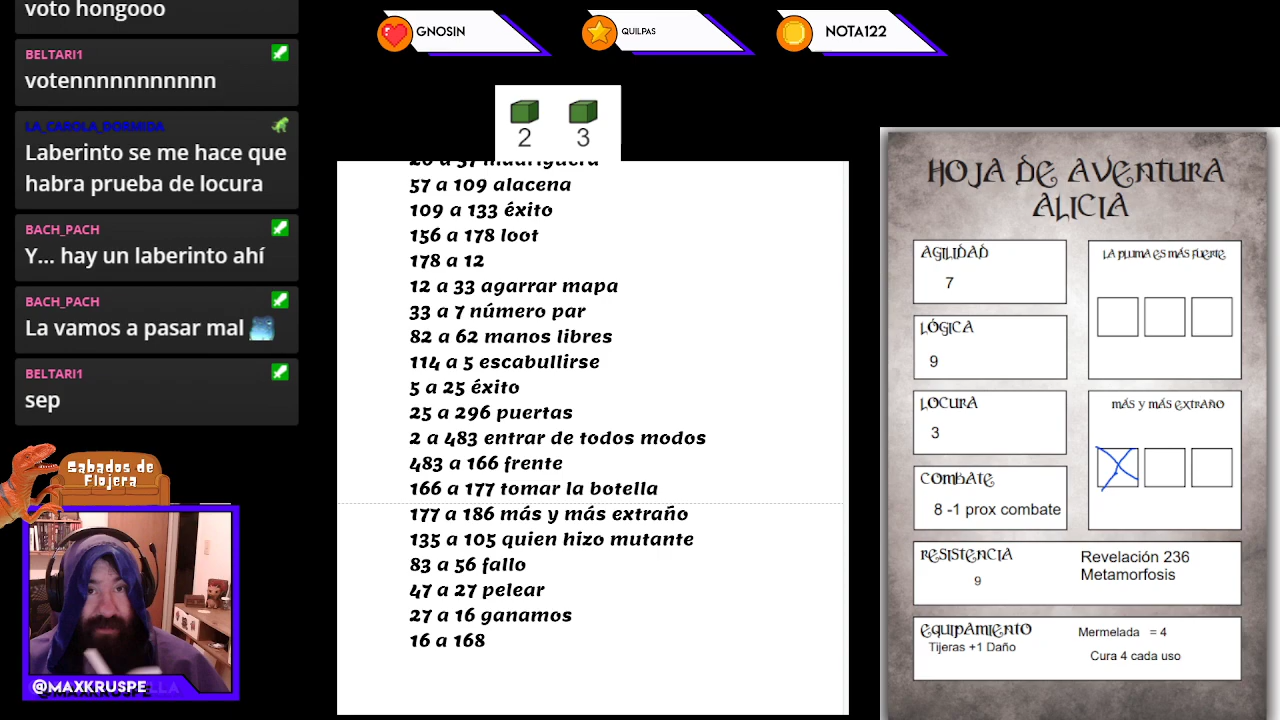 voto hongooo
BELTARI1
votennnnnnnnnnn
LA_CABOLA_DORMIDA
Laberinto se me hace que
habra prueba de locura
BACH_PACH
Y... hay un laberinto ahí
BACH_PACH
La vamos a pasar mal
BELTARI1
sep
Sabados de
Flojera
@MAXKRUSPE
GNOSIN
QUILPAS
NOTA122
2 3
57 a 109 alacena
109 a 133 éxito
156 a 178 loot
178 a 12
12 a 33 agarrar mapa
33 a 7 número par
82 a 62 manos libres
114 a 5 escabullirse
5 a 25 éxito
25 a 296 puertas
2 a 483 entrar de todos modos
483 a 166 frente
166 a 177 tomar la botella
177 a 186 más y más extraño
135 a 105 quien hizo mutante
83 a 56 fallo
47 a 27 pelear
27 a 16 ganamos
16 a 168
HOJA DE AVENTURA
ALICIA
AGILIDAD
7
LÓGICA
9
LOCURA
3
COMBATE
8 -1 prox combate
LA PLUMA ES MÁS FUERTE
MÁS Y MÁS EXTRAÑO
RESISTENCIA
9
Revelación 236
Metamorfosis
EQUIPAMIENTO
Tijeras +1 Daño
Mermelada = 4
Cura 4 cada uso